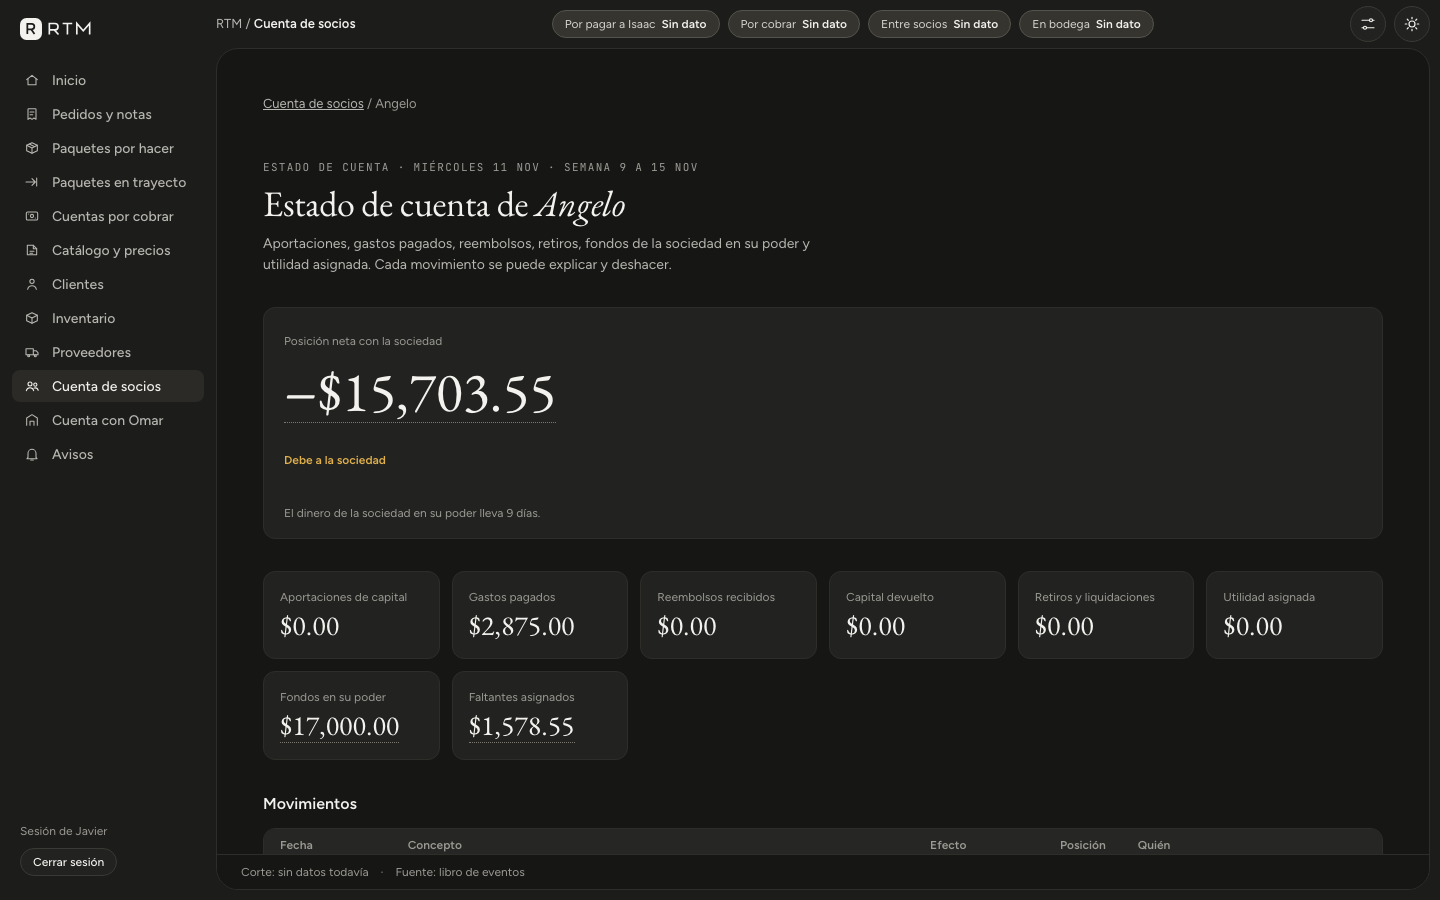 R RTM
RTM / Cuenta de socios
Por pagar a Isaac Sin dato
Por cobrar Sin dato
Entre socios Sin dato
En bodega Sin dato
Inicio
Pedidos y notas
Paquetes por hacer
Paquetes en trayecto
Cuentas por cobrar
Catálogo y precios
Clientes
Inventario
Proveedores
Cuenta de socios
Cuenta con Omar
Avisos
Sesión de Javier
Cerrar sesión
Cuenta de socios / Angelo
ESTADO DE CUENTA · MIÉRCOLES 11 NOV · SEMANA 9 A 15 NOV
Estado de cuenta de Angelo
Aportaciones, gastos pagados, reembolsos, retiros, fondos de la sociedad en su poder y
utilidad asignada. Cada movimiento se puede explicar y deshacer.
Posición neta con la sociedad
−$15,703.55
Debe a la sociedad
El dinero de la sociedad en su poder lleva 9 días.
Aportaciones de capital
$0.00
Gastos pagados
$2,875.00
Reembolsos recibidos
$0.00
Capital devuelto
$0.00
Retiros y liquidaciones
$0.00
Utilidad asignada
$0.00
Fondos en su poder
$17,000.00
Faltantes asignados
$1,578.55
Movimientos
Fecha Concepto Efecto Posición Quién
Corte: sin datos todavía · Fuente: libro de eventos